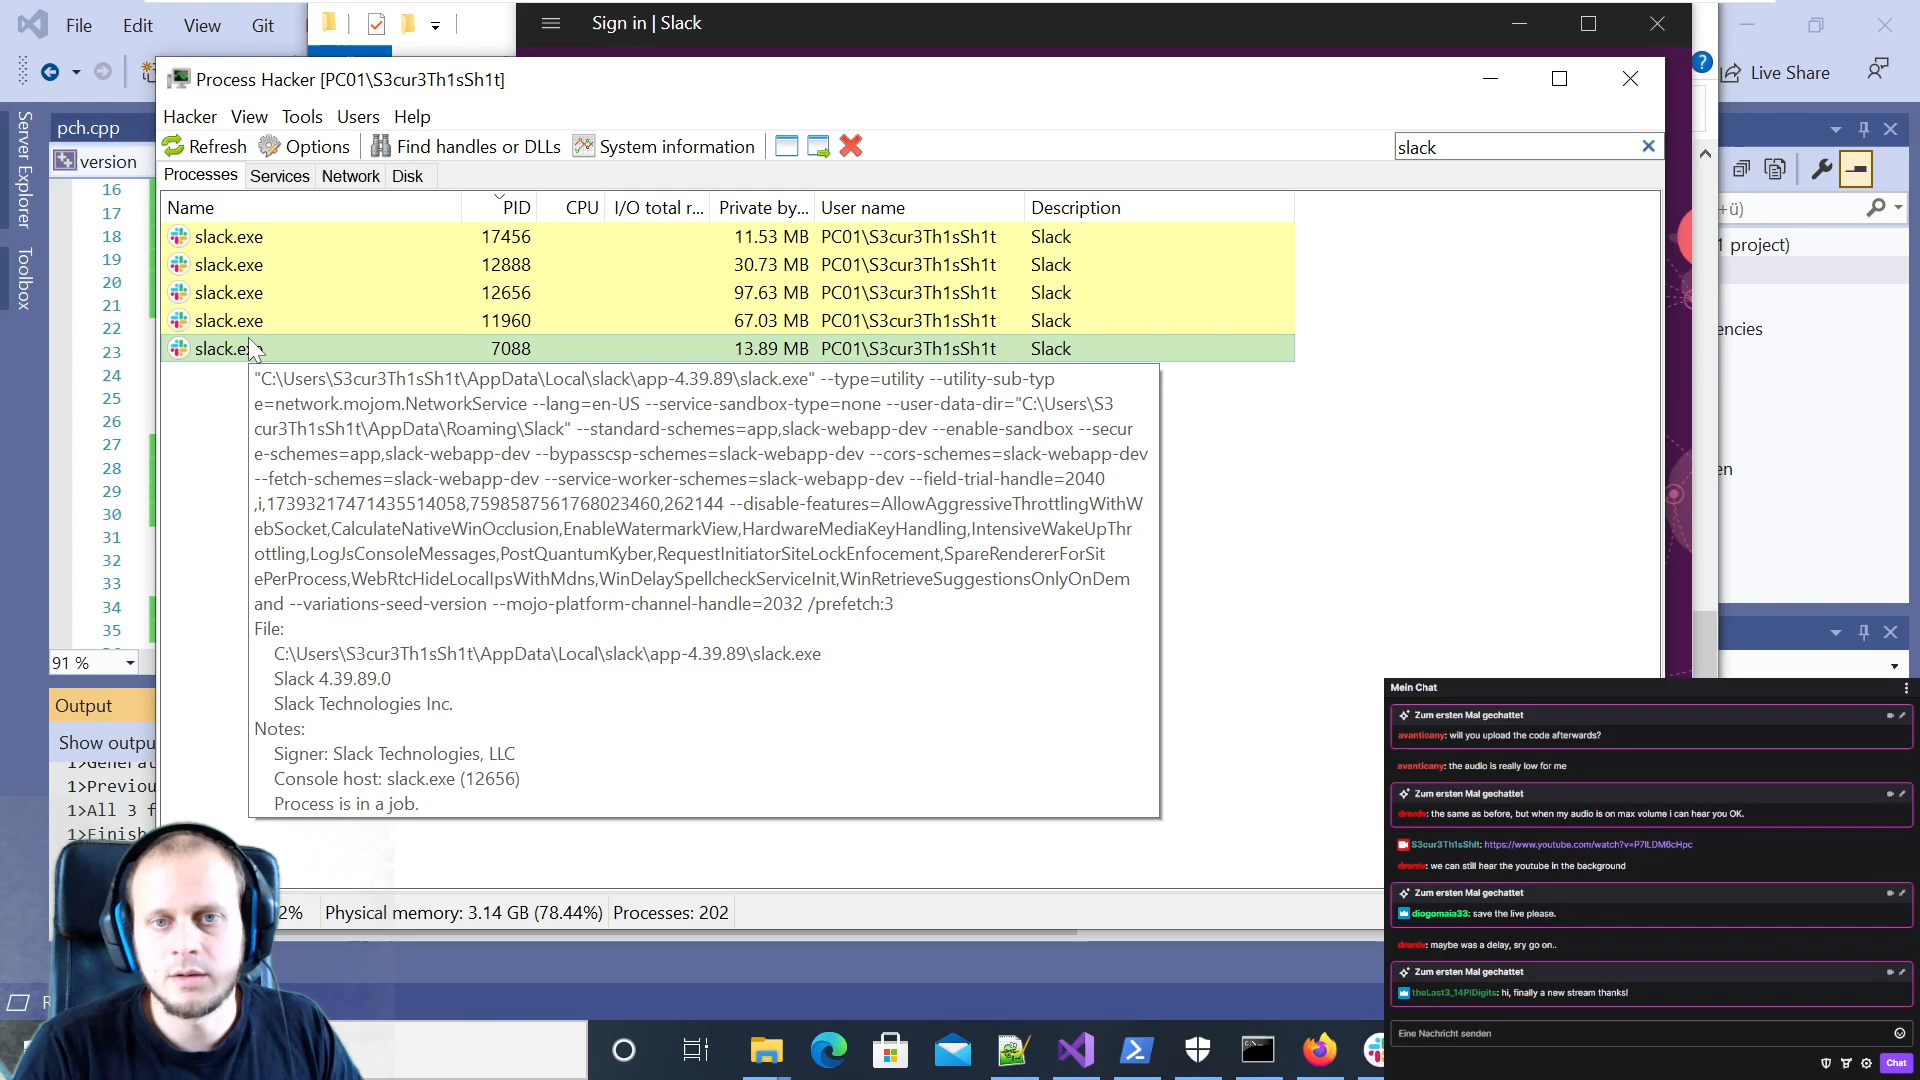 File Edit View Git
Sign in | Slack
Live Share
Process Hacker [PC01\S3cur3Th1sSh1t]
Hacker View Tools Users Help
Refresh Options Find handles or DLLs System information
slack
Processes Services Network Disk
Name PID CPU I/O total r... Private by... User name Description
slack.exe 17456 11.53 MB PC01\S3cur3Th1sSh1t Slack
slack.exe 12888 30.73 MB PC01\S3cur3Th1sSh1t Slack
slack.exe 12656 97.63 MB PC01\S3cur3Th1sSh1t Slack
slack.exe 11960 67.03 MB PC01\S3cur3Th1sSh1t Slack
slack.exe 7088 13.89 MB PC01\S3cur3Th1sSh1t Slack
"C:\Users\S3cur3Th1sSh1t\AppData\Local\slack\app-4.39.89\slack.exe" --type=utility --utility-sub-typ
e=network.mojom.NetworkService --lang=en-US --service-sandbox-type=none --user-data-dir="C:\Users\S3
cur3Th1sSh1t\AppData\Roaming\Slack" --standard-schemes=app,slack-webapp-dev --enable-sandbox --secur
e-schemes=app,slack-webapp-dev --bypasscsp-schemes=slack-webapp-dev --cors-schemes=slack-webapp-dev
--fetch-schemes=slack-webapp-dev --service-worker-schemes=slack-webapp-dev --field-trial-handle=2040
,i,17393217471435514058,7598587561768023460,262144 --disable-features=AllowAggressiveThrottlingWithW
ebSocket,CalculateNativeWinOcclusion,EnableWatermarkView,HardwareMediaKeyHandling,IntensiveWakeUpThr
ottling,LogJsConsoleMessages,PostQuantumKyber,RequestInitiatorSiteLockEnfocement,SpareRendererForSit
ePerProcess,WebRtcHideLocalIpsWithMdns,WinDelaySpellcheckServiceInit,WinRetrieveSuggestionsOnlyOnDem
and --variations-seed-version --mojo-platform-channel-handle=2032 /prefetch:3
File:
C:\Users\S3cur3Th1sSh1t\AppData\Local\slack\app-4.39.89\slack.exe
Slack 4.39.89.0
Slack Technologies Inc.
Notes:
Signer: Slack Technologies, LLC
Console host: slack.exe (12656)
Process is in a job.
2% Physical memory: 3.14 GB (78.44%) Processes: 202
Server Explorer
Toolbox
pch.cpp
version
16
17
18
19
20
21
22
23
24
25
26
27
28
29
30
31
32
33
34
35
91 %
Output
Show outpu
1>Generat
1>Previou
1>All 3 f
1>Finish
+ü)
1 project)
encies
en
Mein Chat
Zum ersten Mal gechattet
avanticany: will you upload the code afterwards?
avanticany: the audio is really low for me
Zum ersten Mal gechattet
: the same as before, but when my audio is on max volume i can hear you OK.
S3cur3Th1sSh1t: https://www.youtube.com/watch?v=P7ILDM6cHpc
: we can still hear the youtube in the background
Zum ersten Mal gechattet
diogomaia33: save the live please.
: maybe was a delay, sry go on..
Zum ersten Mal gechattet
theLast3_14PIDigits: hi, finally a new stream thanks!
Eine Nachricht senden
Chat